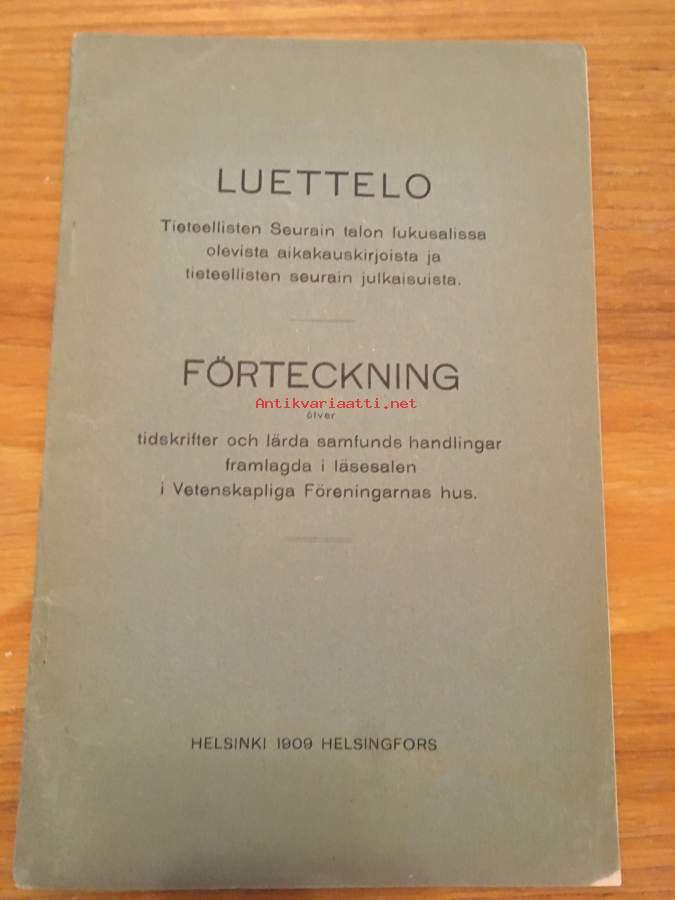 LUETTELO
Tieteellisten Seurain talon lukusalissa
olevista aikakauskirjoista ja
tieteellisten seurain julkaisuista.
FÖRTECKNING
Antikvariaatti.net
öfver
tidskrifter och lärda samfunds handlingar
framlagda i läsesalen
i Vetenskapliga Föreningarnas hus.
HELSINKI 1909 HELSINGFORS